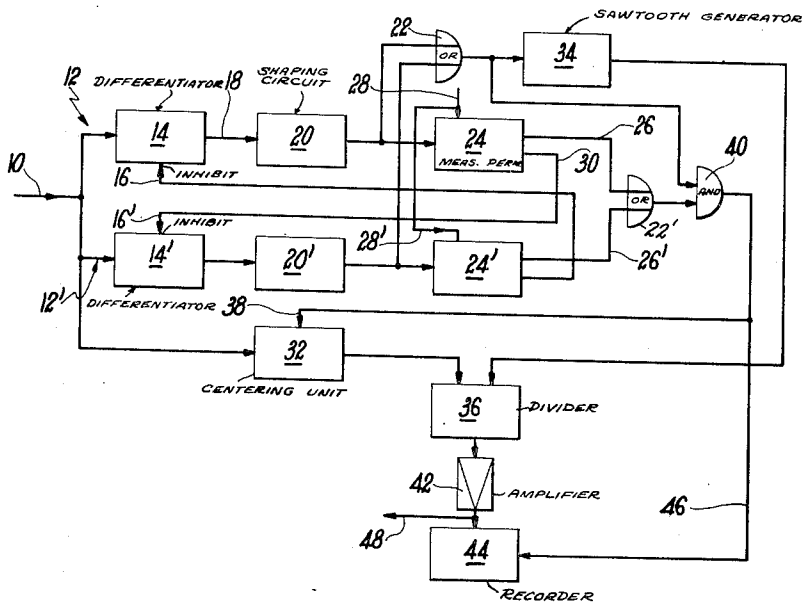 SAWTOOTH GENERATOR
22
OR
34
12
DIFFERENTIATOR
18
SHAPING
CIRCUIT
28
14
20
24
MEAS. PERM.
26
30
40
AND
10
16
INHIBIT
OR
22'
16'
INHIBIT
28'
26'
14'
20'
24'
12'
DIFFERENTIATOR
38
32
CENTERING UNIT
36
DIVIDER
42
AMPLIFIER
46
48
44
RECORDER